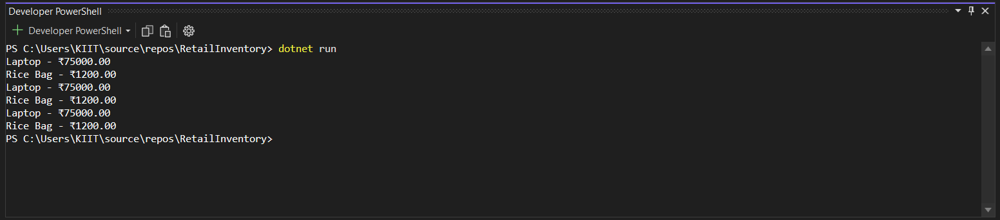 Developer PowerShell
Developer PowerShell
PS C:\Users\KIIT\source\repos\RetailInventory> dotnet run
Laptop - ₹75000.00
Rice Bag - ₹1200.00
Laptop - ₹75000.00
Rice Bag - ₹1200.00
Laptop - ₹75000.00
Rice Bag - ₹1200.00
PS C:\Users\KIIT\source\repos\RetailInventory>